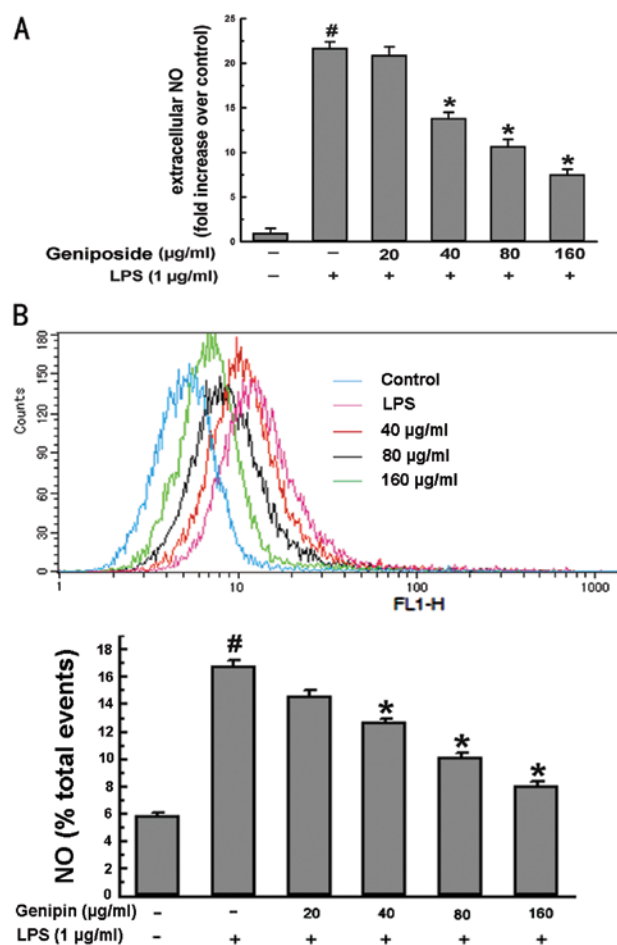 A
extracellular NO
(fold increase over control)
25
20
15
10
5
0
#
*
*
*
Geniposide (μg/ml) – – 20 40 80 160
LPS (1 μg/ml) – + + + + +
B
Counts
180
150
120
90
60
30
0
Control
LPS
40 μg/ml
80 μg/ml
160 μg/ml
1 10 100 1000
FL1-H
NO (% total events)
18
16
14
12
10
8
6
4
2
0
#
*
*
*
Genipin (μg/ml) – – 20 40 80 160
LPS (1 μg/ml) – + + + + +